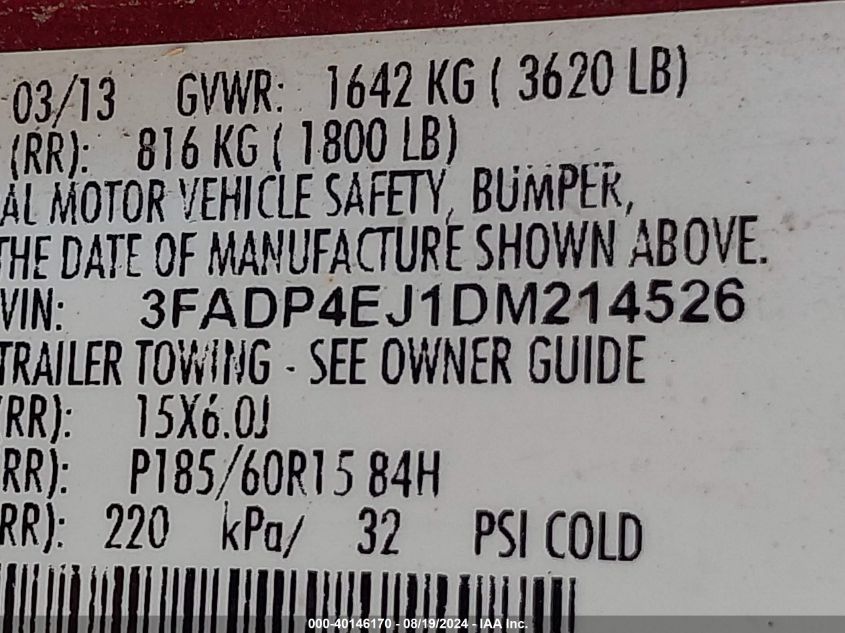 03/13 GVWR: 1642 KG ( 3620 LB)
(RR): 816 KG ( 1800 LB)
AL MOTOR VEHICLE SAFETY, BUMPER,
THE DATE OF MANUFACTURE SHOWN ABOVE.
VIN: 3FADP4EJ1DM214526
TRAILER TOWING - SEE OWNER GUIDE
(RR): 15X6.0J
RR): P185/60R15 84H
RR): 220 kPa/ 32 PSI COLD
000-40146170 - 08/19/2024 - IAA Inc.